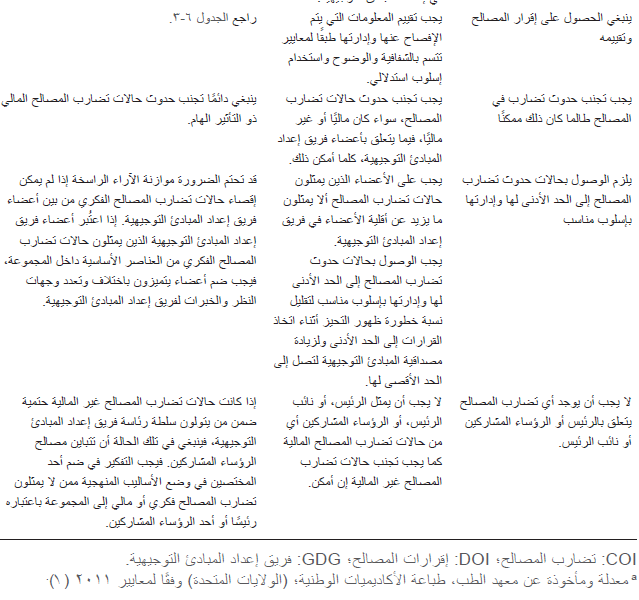 ينبغي الحصول على إقرار المصالح
وتقييمه
يجب تقييم المعلومات التي يتم
الإفصاح عنها وإدارتها طبقًا لمعايير
تتسم بالشفافية والوضوح واستخدام
إسلوب استدلالي.
راجع الجدول ٦-٣.
يجب تجنب حدوث تضارب في
المصالح طالما كان ذلك ممكنًا
يجب تجنب حدوث حالات تضارب
المصالح، سواء كان ماليًا أو غير
ماليًا، فيما يتعلق بأعضاء فريق إعداد
المبادئ التوجيهية، كلما أمكن ذلك.
ينبغي دائمًا تجنب حدوث حالات تضارب المصالح المالي
ذو التأثير الهام.
يلزم الوصول بحالات حدوث تضارب
المصالح إلى الحد الأدنى لها وإدارتها
بإسلوب مناسب
يجب على الأعضاء الذين يمثلون
حالات تضارب المصالح ألا يمثلون
ما يزيد عن أقلية الأعضاء في فريق
إعداد المبادئ التوجيهية.
يجب الوصول بحالات حدوث
تضارب المصالح إلى الحد الأدنى
لها وإدارتها بإسلوب مناسب لتقليل
نسبة خطورة ظهور التحيز أثناء اتخاذ
القرارات إلى الحد الأدنى ولزيادة
مصداقية المبادئ التوجيهية لتصل إلى
الحد الأقصى لها.
قد تحتم الضرورة موازنة الآراء الراسخة إذا لم يمكن
إقصاء حالات تضارب المصالح الفكري من بين أعضاء
فريق إعداد المبادئ التوجيهية. إذا اعتُبر أعضاء فريق
إعداد المبادئ التوجيهية الذين يمثلون حالات تضارب
المصالح الفكري من العناصر الأساسية داخل المجموعة،
فيجب ضم أعضاء يتميزون باختلاف وتعدد وجهات
النظر والخبرات لفريق إعداد المبادئ التوجيهية.
لا يجب أن يوجد أي تضارب المصالح
يتعلق بالرئيس أو الرؤساء المشاركين
أو نائب الرئيس.
لا يجب أن يمثل الرئيس، أو نائب
الرئيس، أو الرؤساء المشاركين أي
من حالات تضارب المصالح المالية
كما يجب تجنب حالات تضارب
المصالح غير المالية إن أمكن.
إذا كانت حالات تضارب المصالح غير المالية حتمية
ضمن من يتولون سلطة رئاسة فريق إعداد المبادئ
التوجيهية، فينبغي في تلك الحالة أن تتباين مصالح
الرؤساء المشاركين. فيجب التفكير في ضم أحد
المختصين في وضع الأساليب المنهجية ممن لا يمثلون
تضارب المصالح فكري أو مالي إلى المجموعة باعتباره
رئيسًا أو أحد الرؤساء المشاركين.
COI: تضارب المصالح؛ DOI: إقرارات المصالح؛ GDG: فريق إعداد المبادئ التوجيهية.
a معدلة ومأخوذة عن معهد الطب، طباعة الأكاديميات الوطنية؛ (الولايات المتحدة) وفقًا لمعايير ٢٠١١ (١).